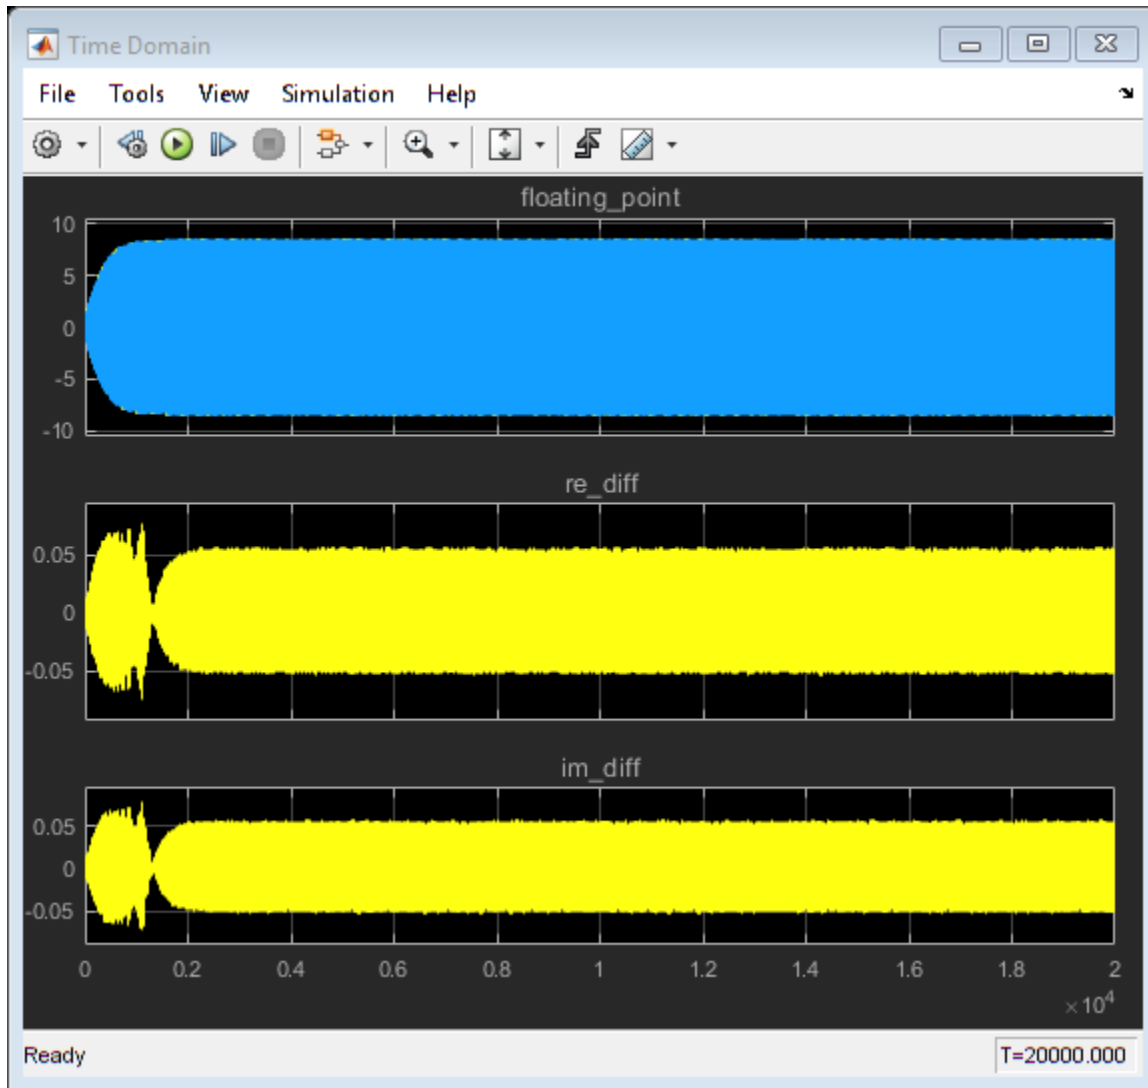 Time Domain
File Tools View Simulation Help
floating_point
10
5
0
-5
-10
re_diff
0.05
0
-0.05
im_diff
0.05
0
-0.05
0 0.2 0.4 0.6 0.8 1 1.2 1.4 1.6 1.8 2
×10⁴
Ready T=20000.000